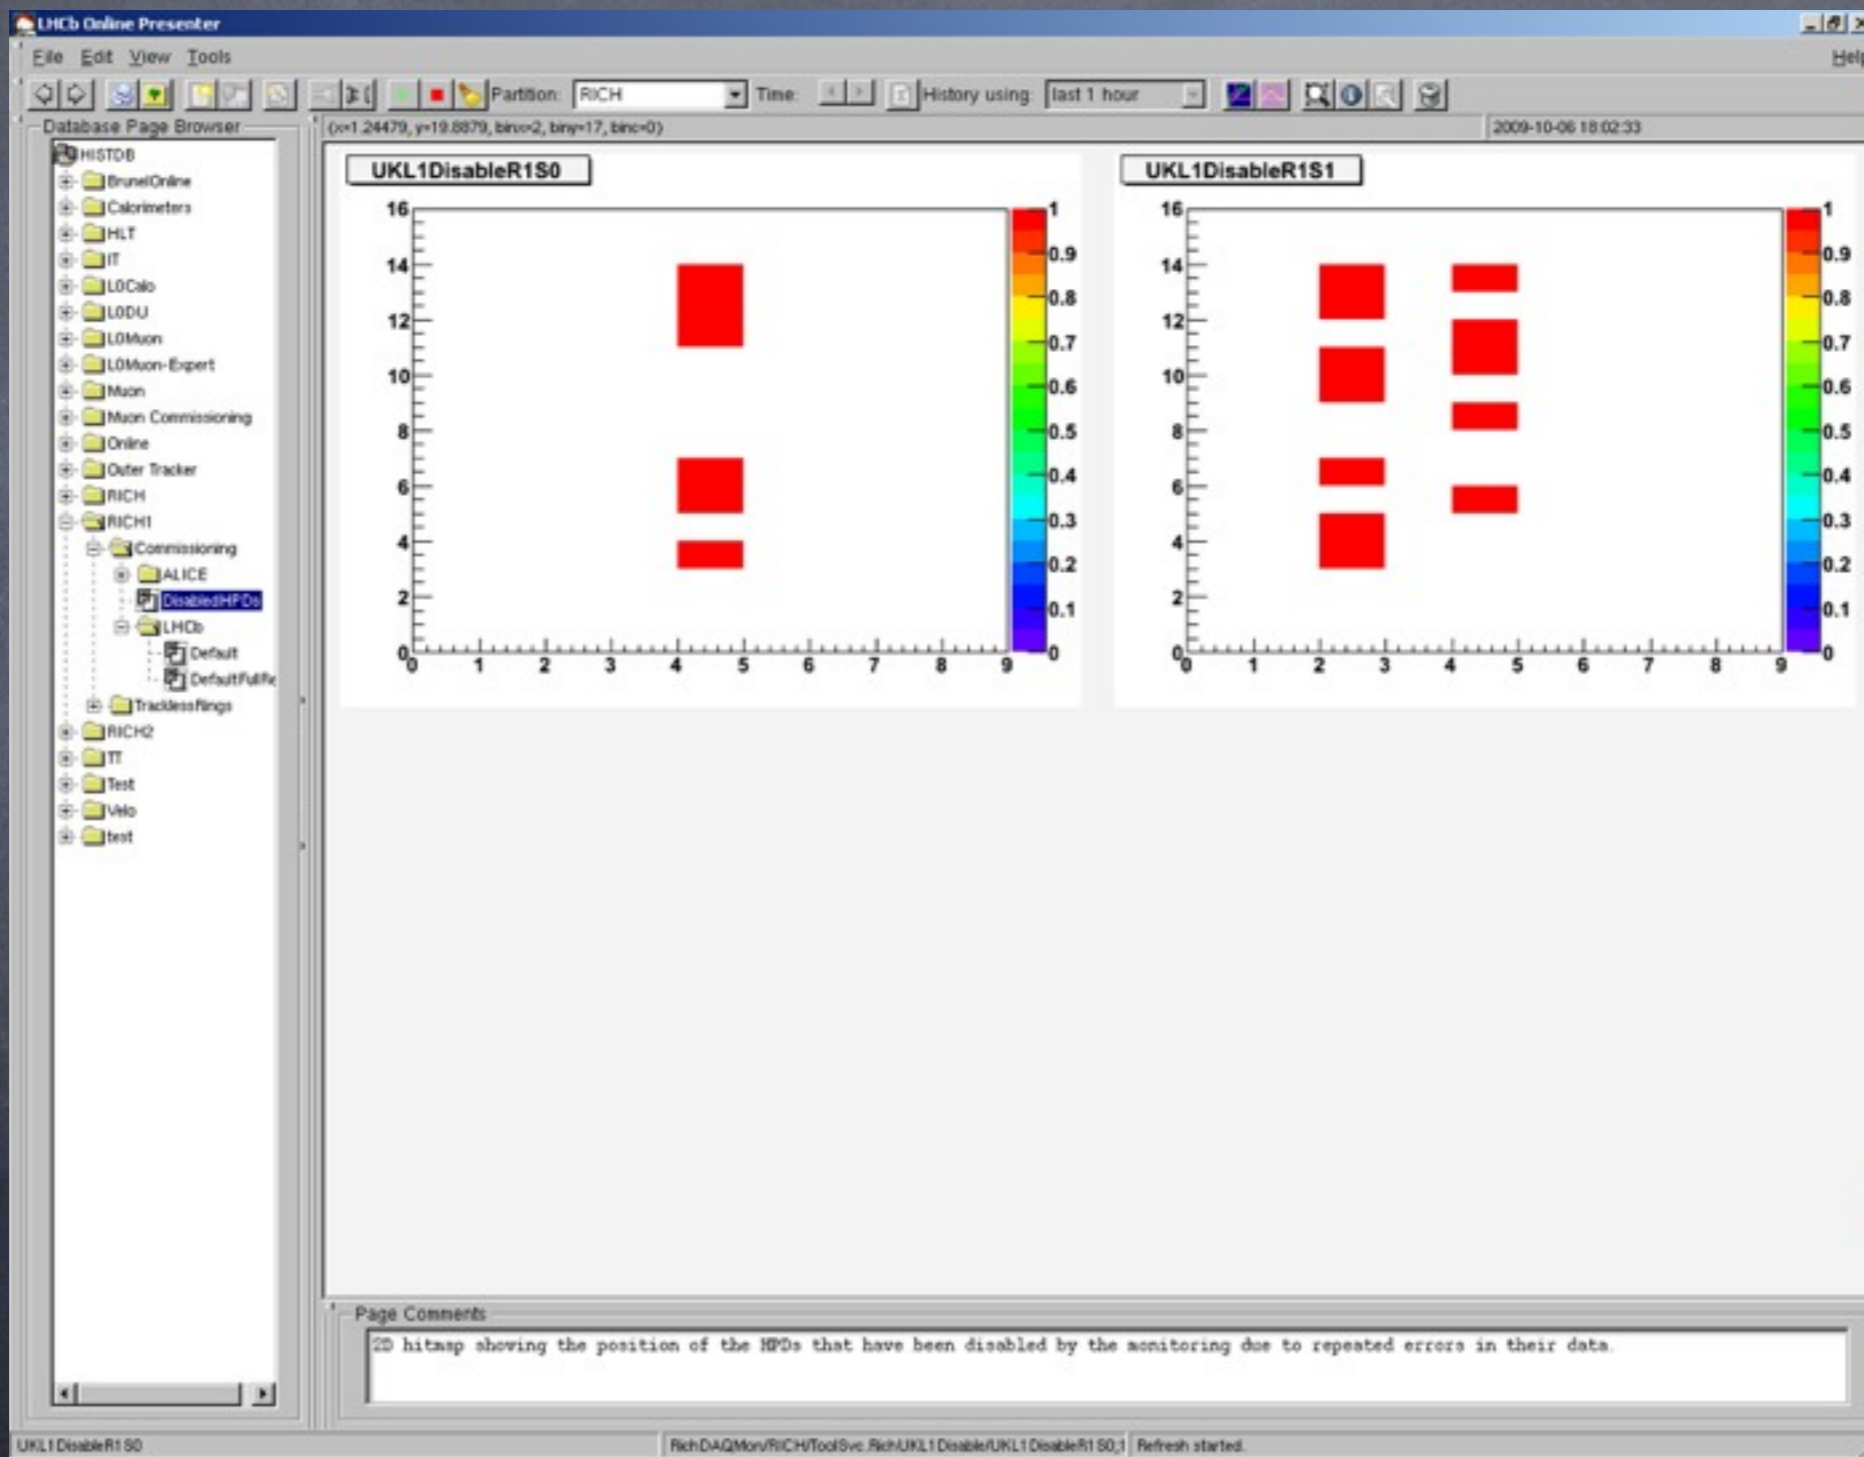 LHCb Online Presenter
File Edit View Tools Help
Partition: RICH Time: History using: last 1 hour
Database Page Browser
(x=1.24479, y=19.8879, binx=2, biny=17, binc=0)
2009-10-06 18:02:33
HISTDB
BrunelOnline
Calorimeters
HLT
IT
L0Calo
L0DU
L0Muon
L0Muon-Expert
Muon
Muon Commissioning
Online
Outer Tracker
RICH
RICH1
Commissioning
ALICE
DisabledHPDs
LHCb
Default
DefaultFullRe
TracklessRings
RICH2
TT
Test
Velo
test
UKL1DisableR1S0
16
14
12
10
8
6
4
2
0
0 1 2 3 4 5 6 7 8 9
1
0.9
0.8
0.7
0.6
0.5
0.4
0.3
0.2
0.1
0
UKL1DisableR1S1
16
14
12
10
8
6
4
2
0
0 1 2 3 4 5 6 7 8 9
1
0.9
0.8
0.7
0.6
0.5
0.4
0.3
0.2
0.1
0
Page Comments
2D hitmap showing the position of the HPDs that have been disabled by the monitoring due to repeated errors in their data.
UKL1DisableR1S0
RichDAQMon/RICH/ToolSvc.RichUKL1Disable/UKL1DisableR1S0;1
Refresh started.